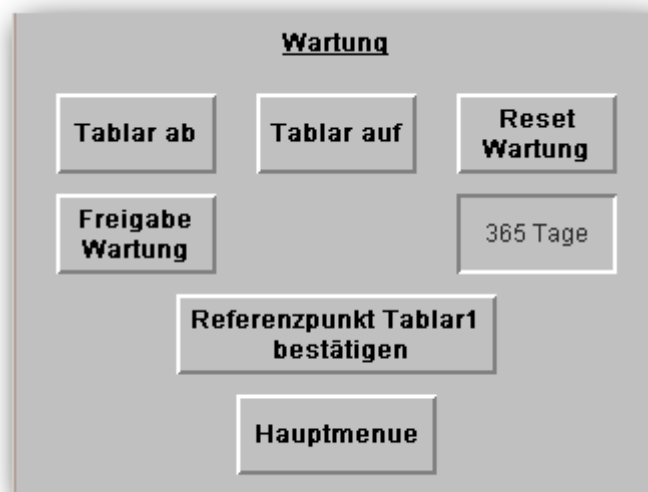 Wartung
Tablar ab
Tablar auf
Reset
Wartung
Freigabe
Wartung
365 Tage
Referenzpunkt Tablar1
bestätigen
Hauptmenue